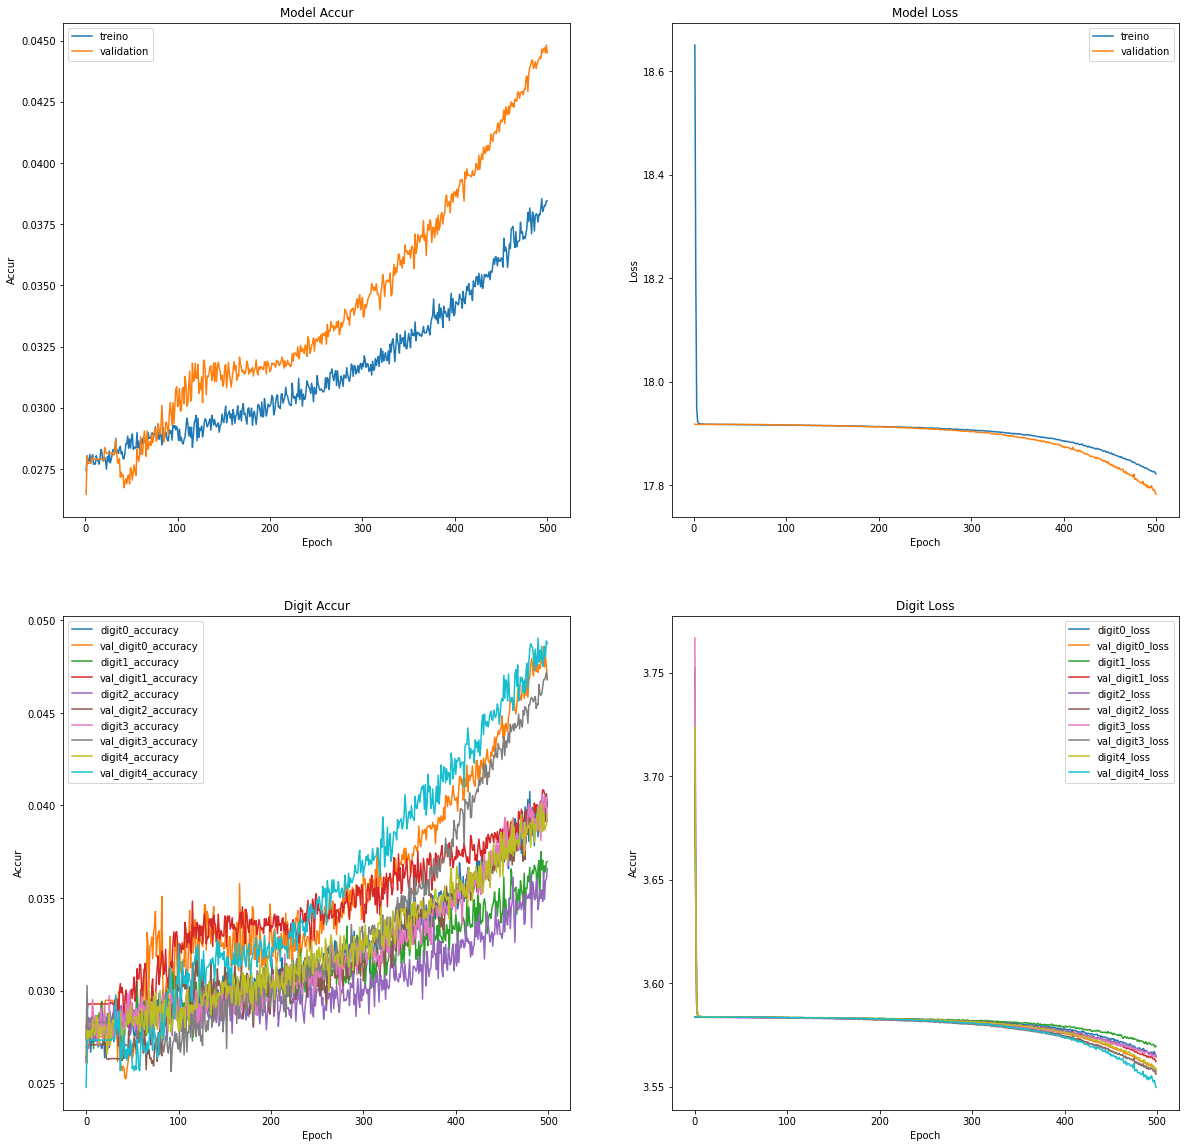 Model Accur
treino
validation
0.0450
0.0425
0.0400
0.0375
0.0350
0.0325
0.0300
0.0275
Accur
0 100 200 300 400 500
Epoch
Model Loss
treino
validation
18.6
18.4
18.2
18.0
17.8
Loss
0 100 200 300 400 500
Epoch
Digit Accur
digit0_accuracy
val_digit0_accuracy
digit1_accuracy
val_digit1_accuracy
digit2_accuracy
val_digit2_accuracy
digit3_accuracy
val_digit3_accuracy
digit4_accuracy
val_digit4_accuracy
0.050
0.045
0.040
0.035
0.030
0.025
Accur
0 100 200 300 400 500
Epoch
Digit Loss
digit0_loss
val_digit0_loss
digit1_loss
val_digit1_loss
digit2_loss
val_digit2_loss
digit3_loss
val_digit3_loss
digit4_loss
val_digit4_loss
3.75
3.70
3.65
3.60
3.55
Accur
0 100 200 300 400 500
Epoch